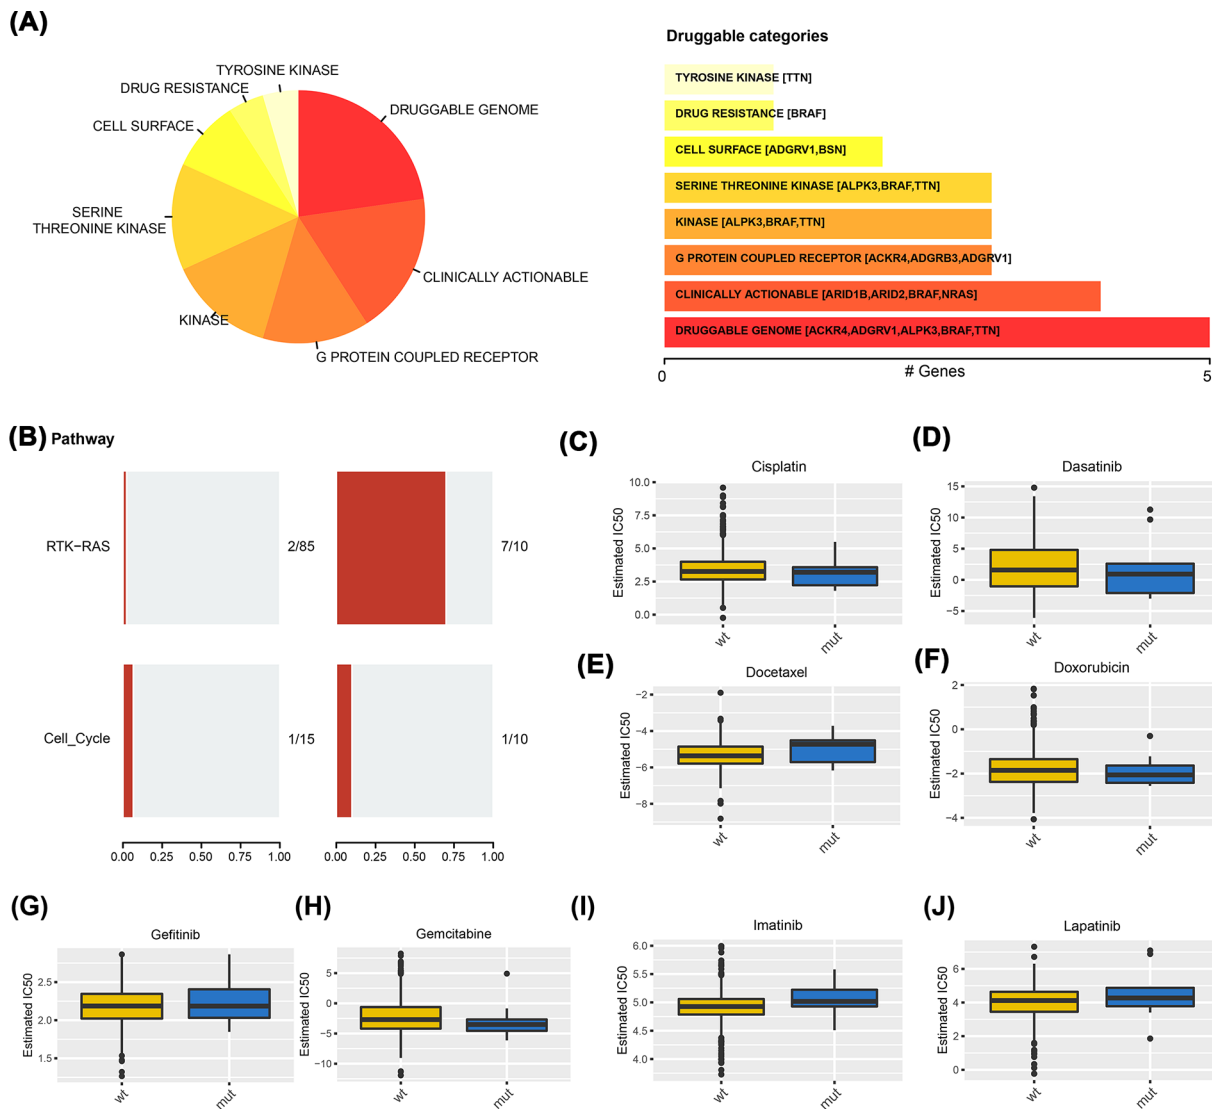 (A)
TYROSINE KINASE
DRUG RESISTANCE
CELL SURFACE
SERINE
THREONINE KINASE
KINASE
DRUGGABLE GENOME
CLINICALLY ACTIONABLE
G PROTEIN COUPLED RECEPTOR
Druggable categories
TYROSINE KINASE [TTN]
DRUG RESISTANCE [BRAF]
CELL SURFACE [ADGRV1,BSN]
SERINE THREONINE KINASE [ALPK3,BRAF,TTN]
KINASE [ALPK3,BRAF,TTN]
G PROTEIN COUPLED RECEPTOR [ACKR4,ADGRB3,ADGRV1]
CLINICALLY ACTIONABLE [ARID1B,ARID2,BRAF,NRAS]
DRUGGABLE GENOME [ACKR4,ADGRV1,ALPK3,BRAF,TTN]
0 # Genes 5
(B) Pathway
RTK−RAS 2/85 7/10
Cell_Cycle 1/15 1/10
0.00 0.25 0.50 0.75 1.00
0.00 0.25 0.50 0.75 1.00
(C)
Cisplatin
Estimated IC50
10.0
7.5
5.0
2.5
0.0
wt mut
(D)
Dasatinib
Estimated IC50
15
10
5
0
−5
wt mut
(E)
Docetaxel
Estimated IC50
−2
−4
−6
−8
wt mut
(F)
Doxorubicin
Estimated IC50
2
0
−2
−4
wt mut
(G)
Gefitinib
Estimated IC50
2.5
2.0
1.5
wt mut
(H)
Gemcitabine
Estimated IC50
5
0
−5
−10
wt mut
(I)
Imatinib
Estimated IC50
6.0
5.5
5.0
4.5
4.0
wt mut
(J)
Lapatinib
Estimated IC50
6
4
2
0
wt mut